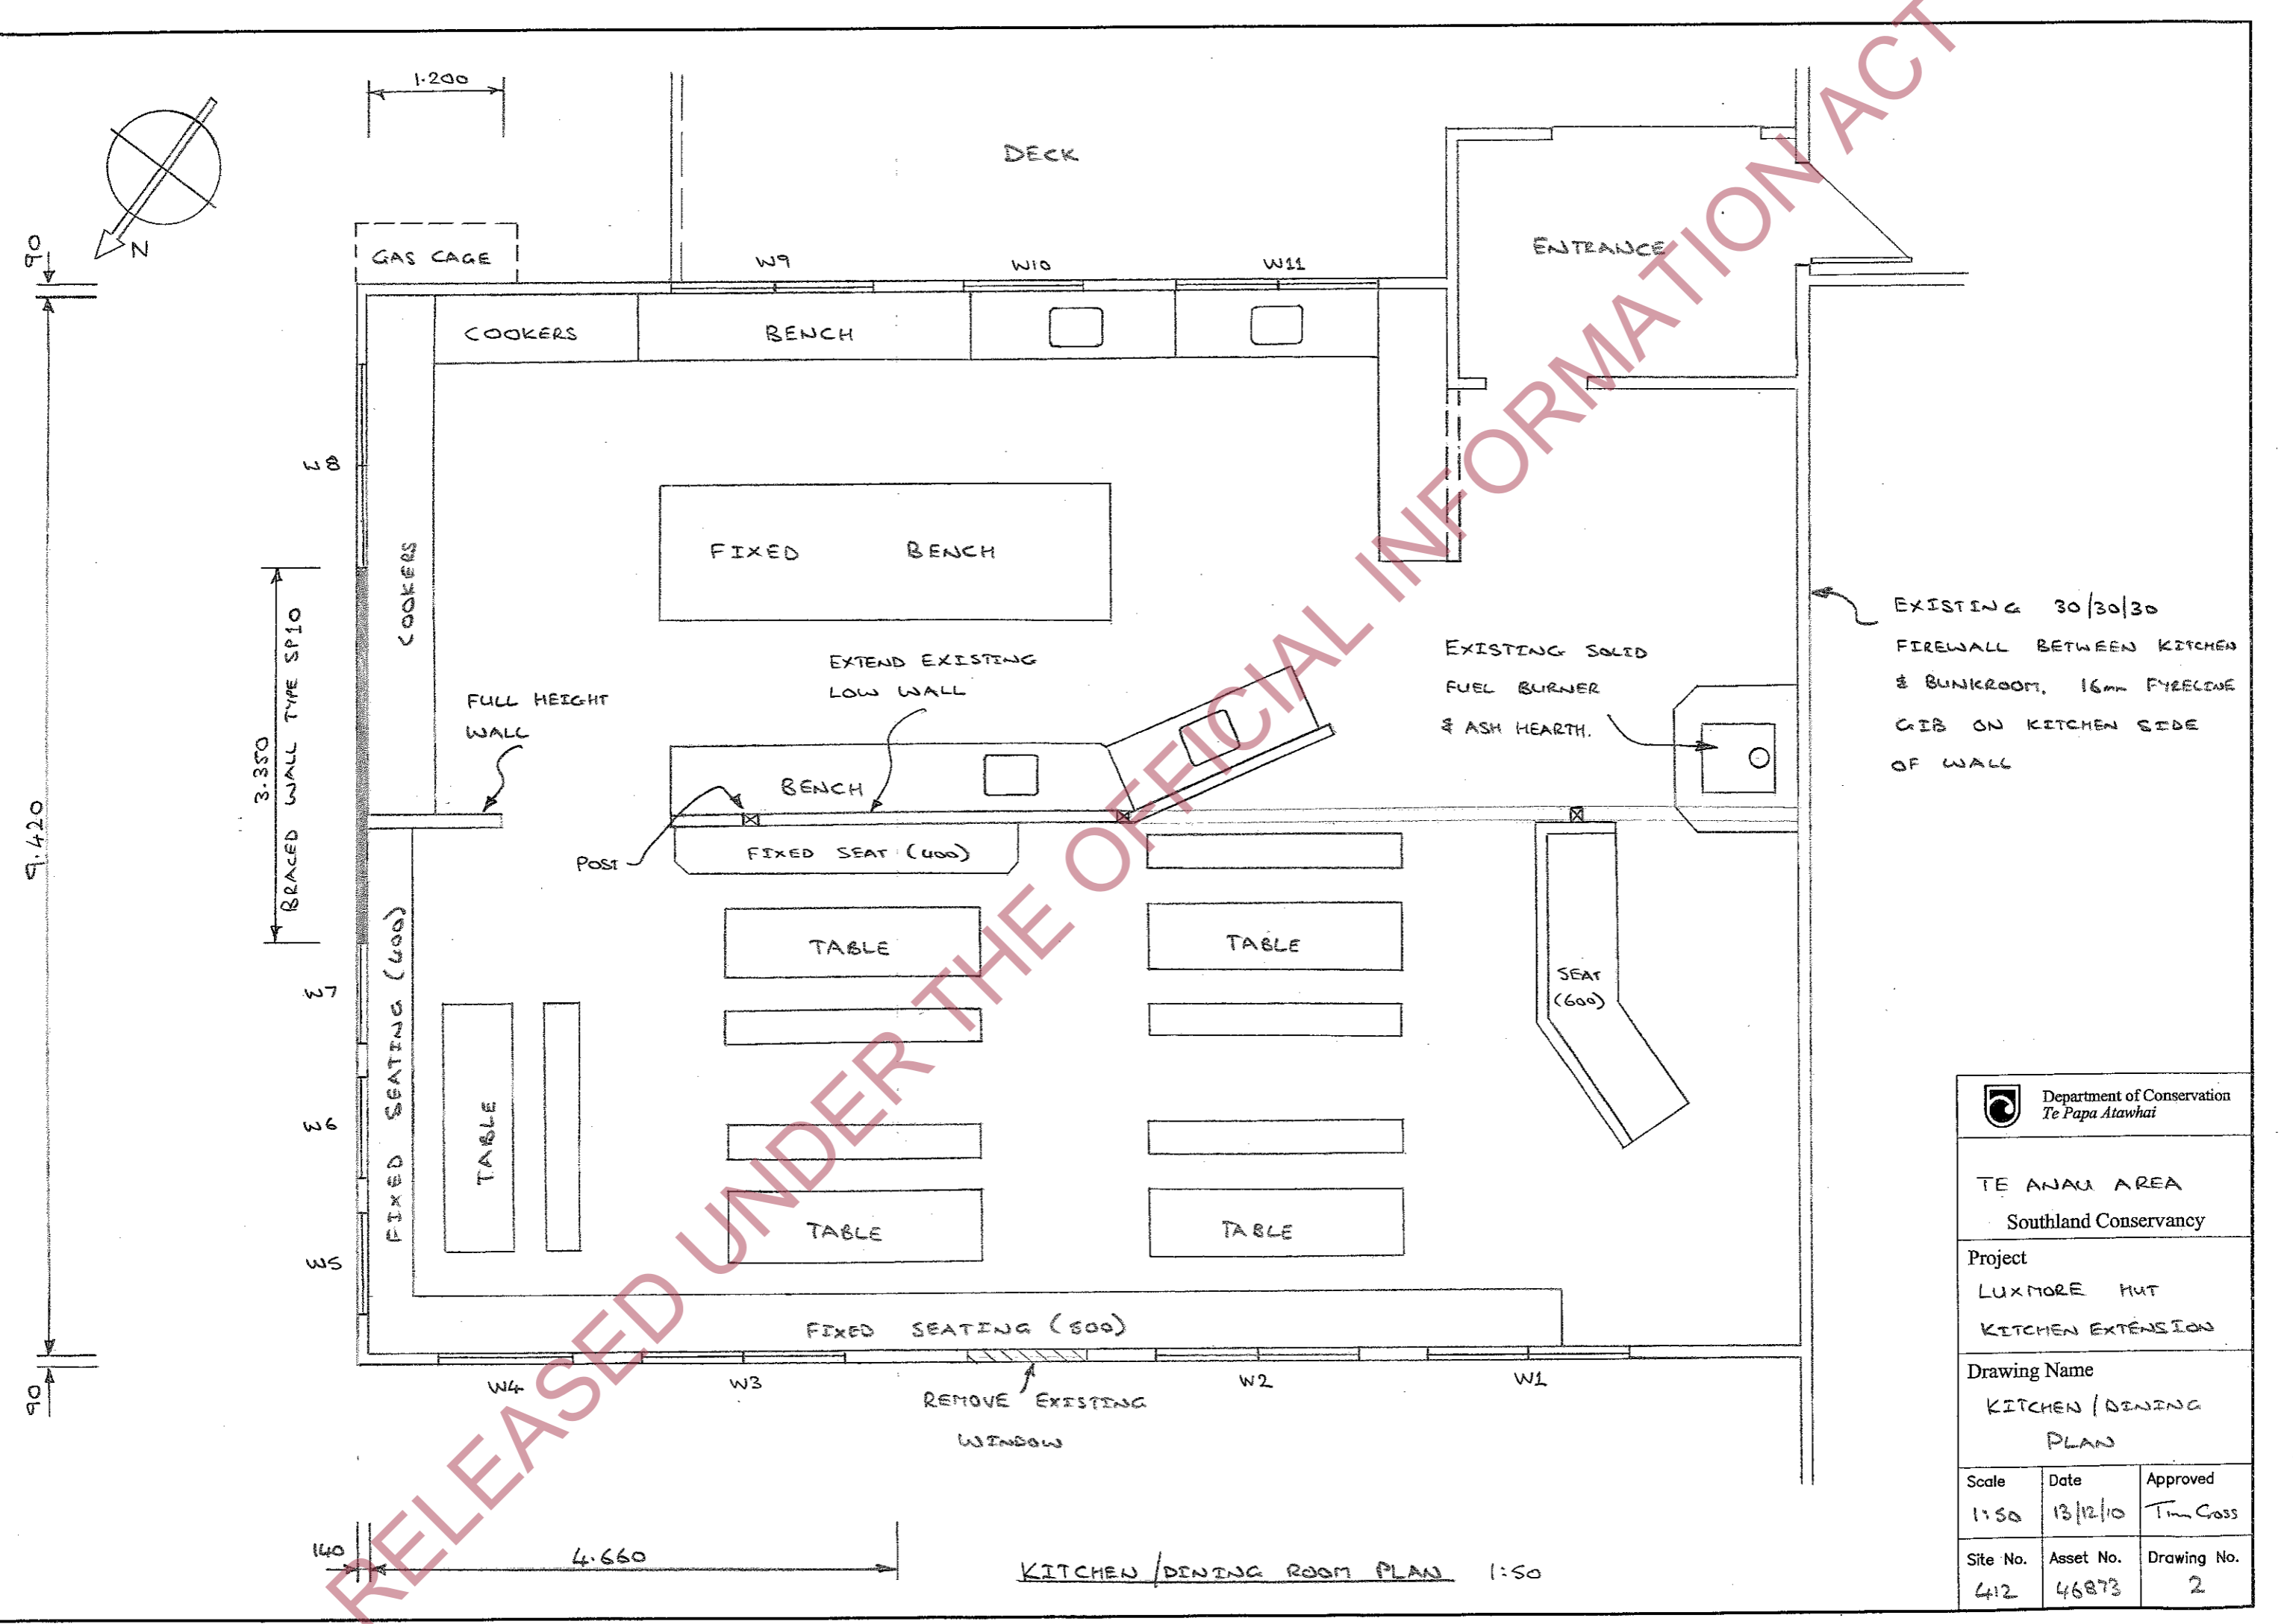 1.200
DECK
N
90
GAS CAGE
W9
W10
W11
ENTRANCE
COOKERS
BENCH
W8
FIXED BENCH
COOKERS
3.350
BRACED WALL TYPE SP10
9.420
FULL HEIGHT
WALL
EXTEND EXISTING
LOW WALL
EXISTING SOLID
FUEL BURNER
& ASH HEARTH.
EXISTING 30/30/30
FIREWALL BETWEEN KITCHEN
& BUNKROOM. 16mm FYRELINE
GIB ON KITCHEN SIDE
OF WALL
BENCH
POST
FIXED SEAT (400)
TABLE
TABLE
SEAT
(600)
W7
FIXED SEATING (400)
TABLE
W6
TABLE
TABLE
W5
FIXED SEATING (500)
90
W4
W3
W2
W1
REMOVE EXISTING
WINDOW
140
4.660
KITCHEN/DINING ROOM PLAN 1:50
RELEASED UNDER THE OFFICIAL INFORMATION ACT
Department of Conservation
Te Papa Atawhai
TE ANAU AREA
Southland Conservancy
Project
LUXMORE HUT
KITCHEN EXTENSION
Drawing Name
KITCHEN/DINING
PLAN
Scale Date Approved
1:50 13/12/10 Tim Cross
Site No. Asset No. Drawing No.
412 46873 2